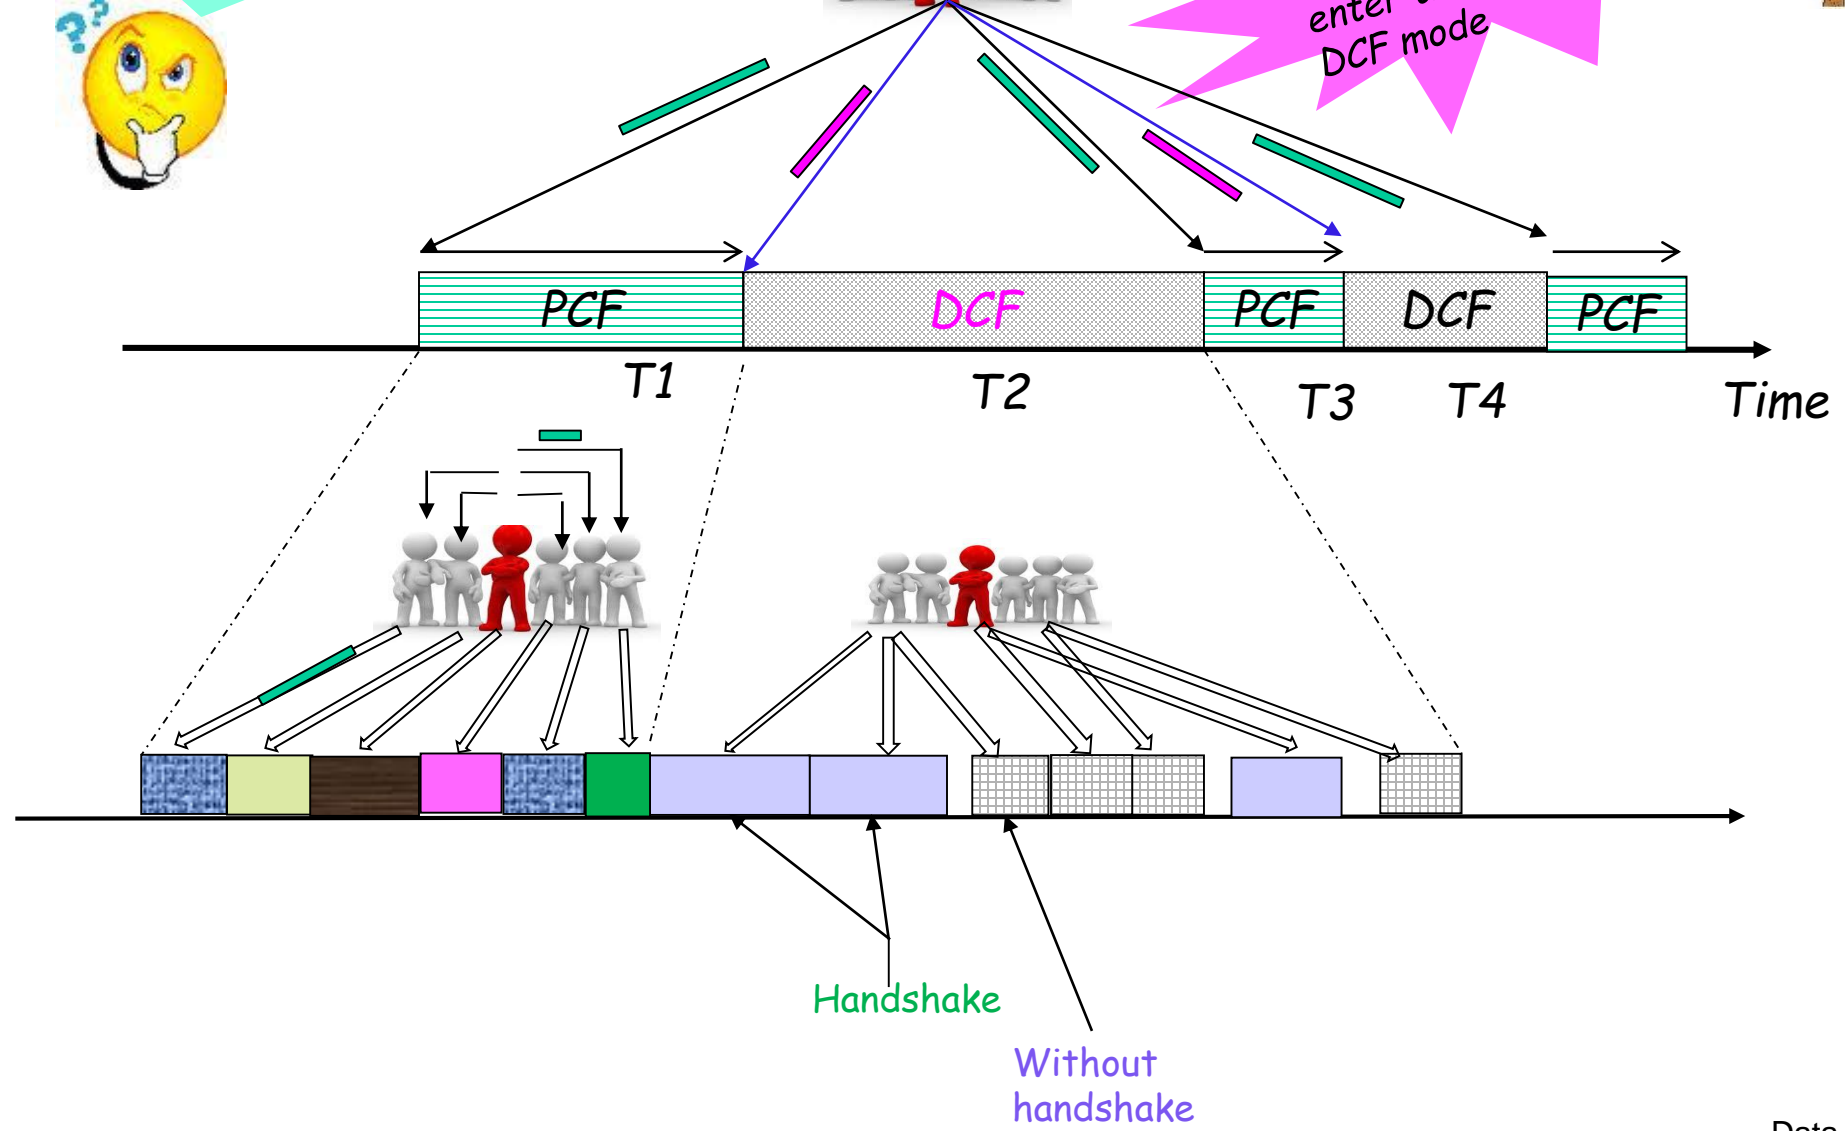 enter
DCF mode
PCF
DCF
PCF
DCF
PCF
T1
T2
T3
T4
Time
Handshake
Without
handshake